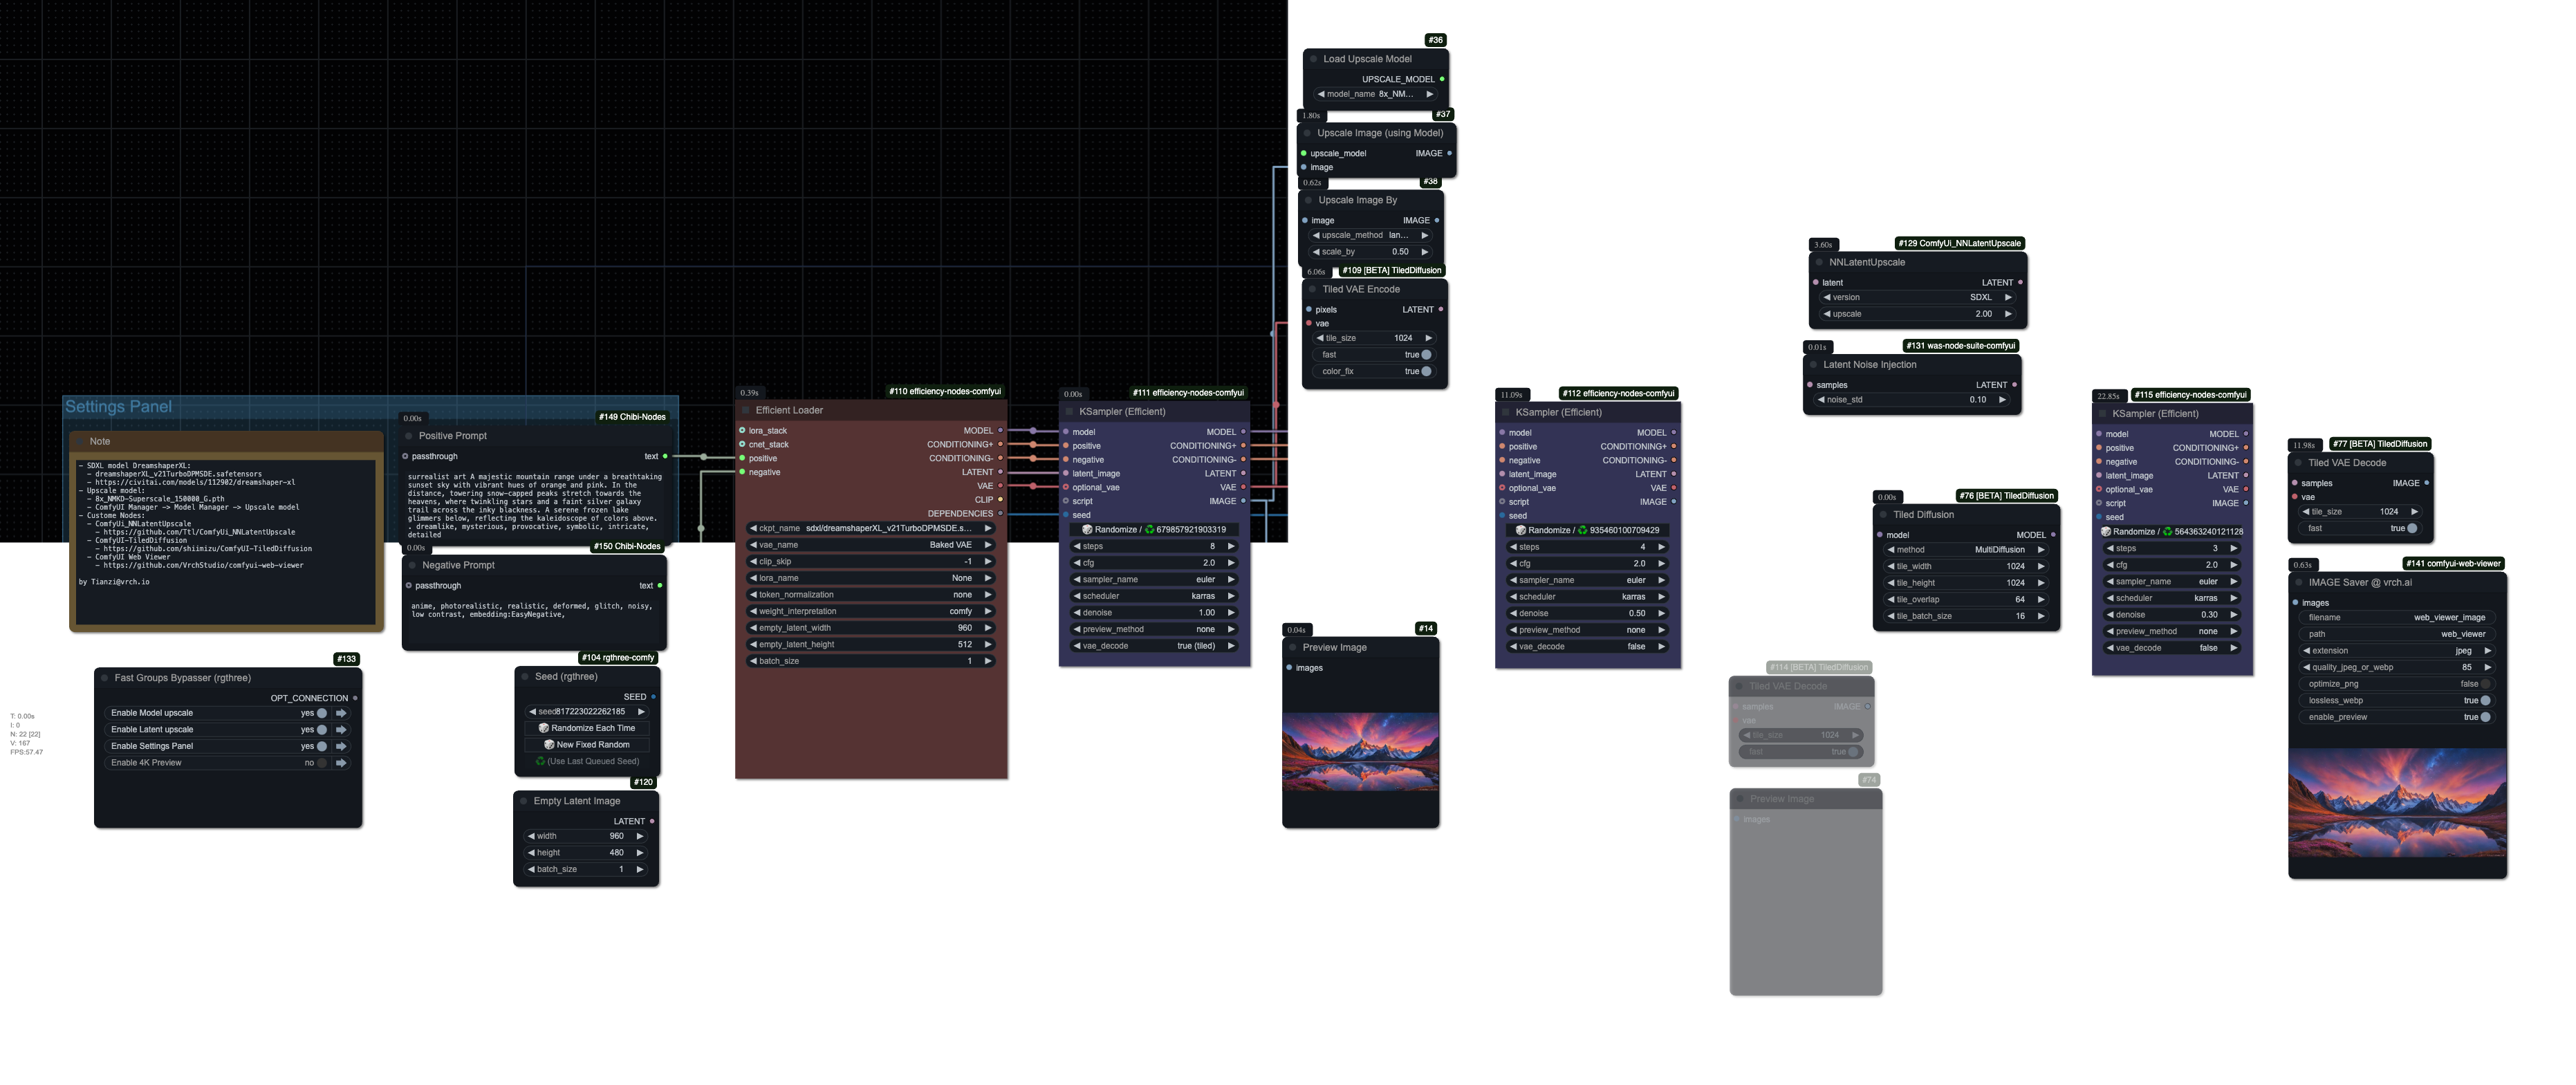 Settings Panel
Note
– SDXL model DreamshaperXL:
– dreamshaperXL_v21TurboDPMSDE.safetensors
– https://civitai.com/models/112902/dreamshaper-xl
– Upscale model:
– 8x_NMKD-Superscale_150000_G.pth
– ComfyUI Manager -> Model Manager -> Upscale model
– Custome Nodes:
– ComfyUi_NNLatentUpscale
– https://github.com/Ttl/ComfyUi_NNLatentUpscale
– ComfyUI-TiledDiffusion
– https://github.com/shiimizu/ComfyUI-TiledDiffusion
– ComfyUI Web Viewer
– https://github.com/VrchStudio/comfyui-web-viewer
by Tianzi@vrch.io
0.00s
#149 Chibi-Nodes
Positive Prompt
passthrough text
surrealist art A majestic mountain range under a breathtaking
sunset sky with vibrant hues of orange and pink. In the
distance, towering snow-capped peaks stretch towards the
heavens, where twinkling stars and a faint silver galaxy
trail across the inky blackness. A serene frozen lake
glimmers below, reflecting the kaleidoscope of colors above.
. dreamlike, mysterious, provocative, symbolic, intricate,
detailed
0.00s
#150 Chibi-Nodes
Negative Prompt
passthrough text
anime, photorealistic, realistic, deformed, glitch, noisy,
low contrast, embedding:EasyNegative,
#133
Fast Groups Bypasser (rgthree)
OPT_CONNECTION
Enable Model upscale yes
Enable Latent upscale yes
Enable Settings Panel yes
Enable 4K Preview no
T: 0.00s
I: 0
N: 22 [22]
V: 167
FPS:57.47
#104 rgthree-comfy
Seed (rgthree)
SEED
seed 817223022262185
Randomize Each Time
New Fixed Random
(Use Last Queued Seed)
#120
Empty Latent Image
LATENT
width 960
height 480
batch_size 1
0.39s
#110 efficiency-nodes-comfyui
Efficient Loader
lora_stack MODEL
cnet_stack CONDITIONING+
positive CONDITIONING-
negative LATENT
VAE
CLIP
DEPENDENCIES
ckpt_name sdxl/dreamshaperXL_v21TurboDPMSDE.s...
vae_name Baked VAE
clip_skip -1
lora_name None
token_normalization none
weight_interpretation comfy
empty_latent_width 960
empty_latent_height 512
batch_size 1
0.00s
#111 efficiency-nodes-comfyui
KSampler (Efficient)
model MODEL
positive CONDITIONING+
negative CONDITIONING-
latent_image LATENT
optional_vae VAE
script IMAGE
seed
Randomize / 679857921903319
steps 8
cfg 2.0
sampler_name euler
scheduler karras
denoise 1.00
preview_method none
vae_decode true (tiled)
#36
Load Upscale Model
UPSCALE_MODEL
model_name 8x_NM...
1.80s
#37
Upscale Image (using Model)
upscale_model IMAGE
image
0.62s
#38
Upscale Image By
image IMAGE
upscale_method lan...
scale_by 0.50
6.06s
#109 [BETA] TiledDiffusion
Tiled VAE Encode
pixels LATENT
vae
tile_size 1024
fast true
color_fix true
0.04s
#14
Preview Image
images
11.09s
#112 efficiency-nodes-comfyui
KSampler (Efficient)
model MODEL
positive CONDITIONING+
negative CONDITIONING-
latent_image LATENT
optional_vae VAE
script IMAGE
seed
Randomize / 935460100709429
steps 4
cfg 2.0
sampler_name euler
scheduler karras
denoise 0.50
preview_method none
vae_decode false
3.60s
#129 ComfyUi_NNLatentUpscale
NNLatentUpscale
latent LATENT
version SDXL
upscale 2.00
0.01s
#131 was-node-suite-comfyui
Latent Noise Injection
samples LATENT
noise_std 0.10
0.00s
#76 [BETA] TiledDiffusion
Tiled Diffusion
model MODEL
method MultiDiffusion
tile_width 1024
tile_height 1024
tile_overlap 64
tile_batch_size 16
#114 [BETA] TiledDiffusion
Tiled VAE Decode
samples IMAGE
vae
tile_size 1024
fast true
#74
Preview Image
images
22.85s
#115 efficiency-nodes-comfyui
KSampler (Efficient)
model MODEL
positive CONDITIONING+
negative CONDITIONING-
latent_image LATENT
optional_vae VAE
script IMAGE
seed
Randomize / 564363240121128
steps 3
cfg 2.0
sampler_name euler
scheduler karras
denoise 0.30
preview_method none
vae_decode false
11.98s
#77 [BETA] TiledDiffusion
Tiled VAE Decode
samples IMAGE
vae
tile_size 1024
fast true
0.63s
#141 comfyui-web-viewer
IMAGE Saver @ vrch.ai
images
filename web_viewer_image
path web_viewer
extension jpeg
quality_jpeg_or_webp 85
optimize_png false
lossless_webp true
enable_preview true